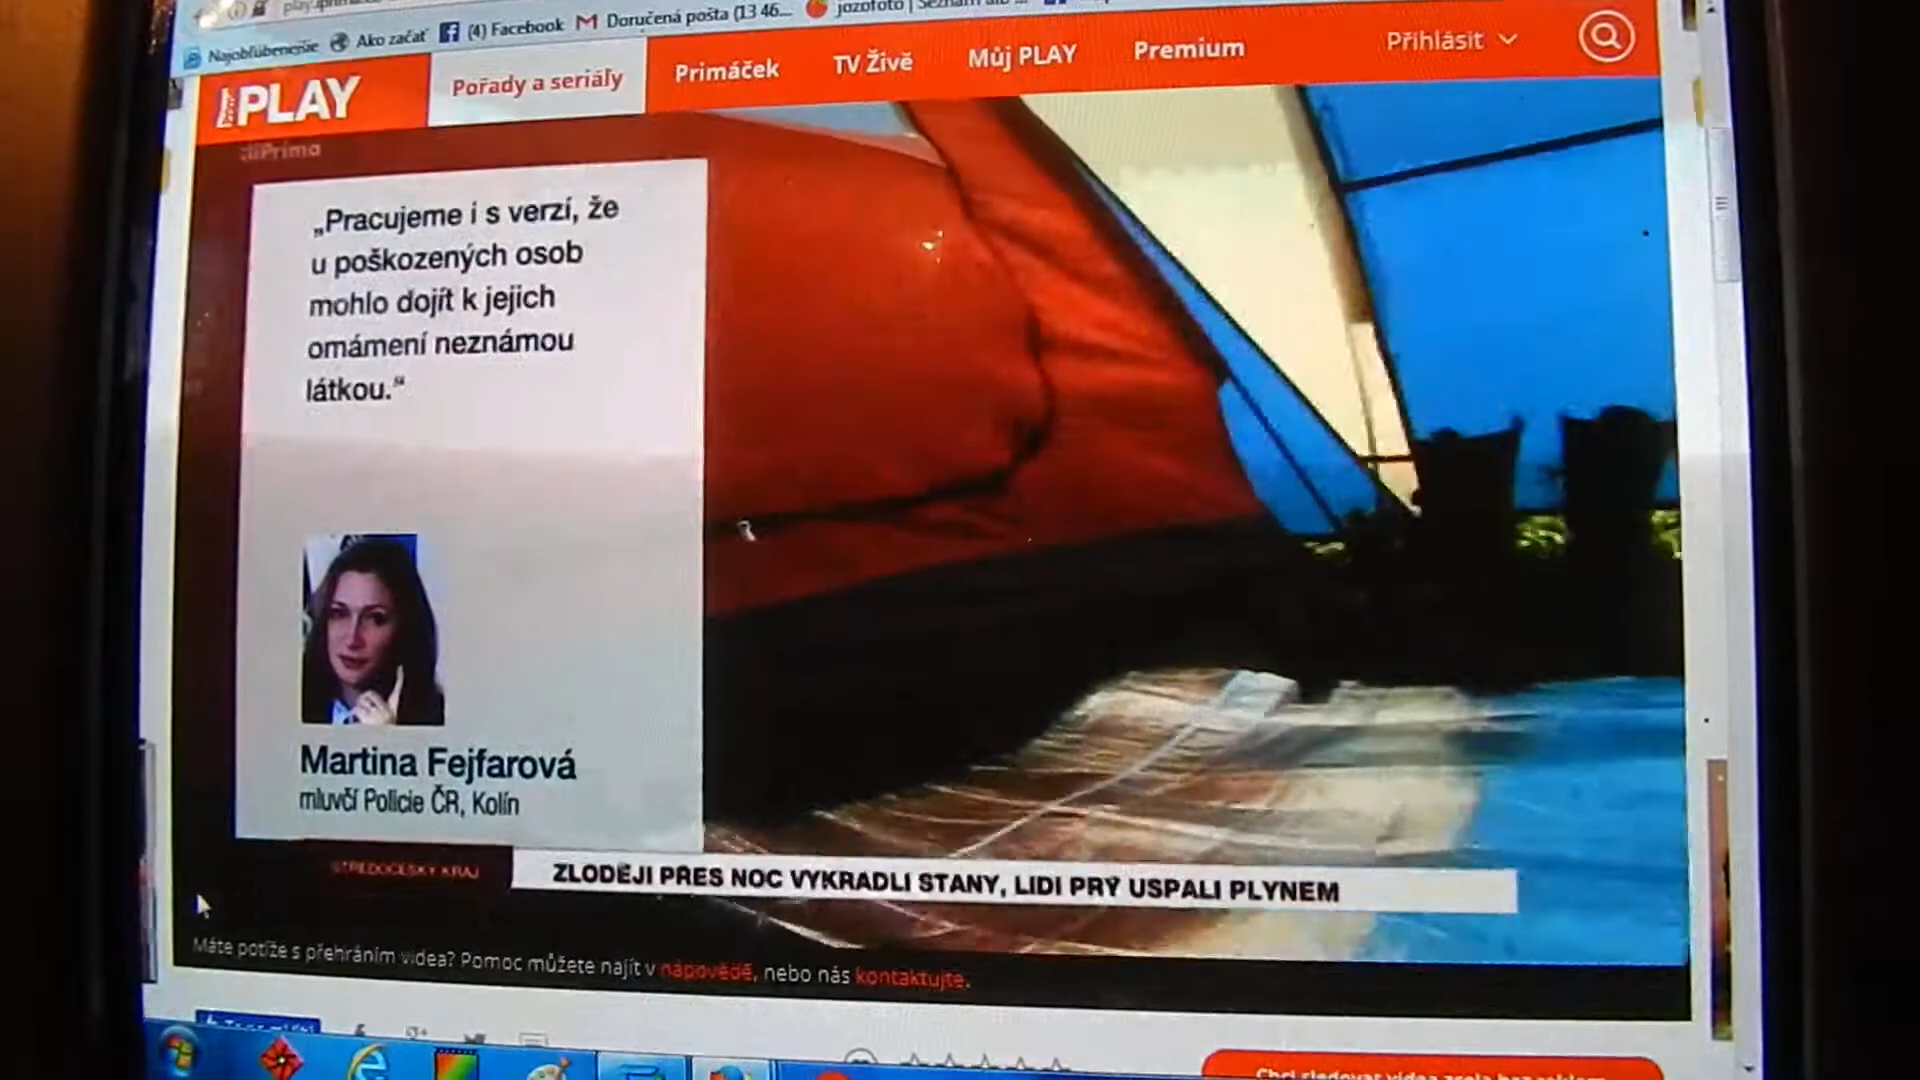 Najobľúbenejšie
Ako začať
(4) Facebook
Doručená pošta (13 46...
jozofoto |
PLAY
Pořady a seriály
Primáček
TV Živě
Můj PLAY
Premium
Přihlásit
Prima
„Pracujeme i s verzí, že
u poškozených osob
mohlo dojít k jejich
omámení neznámou
látkou.“
Martina Fejfarová
mluvčí Policie ČR, Kolín
STŘEDOČESKÝ KRAJ
ZLODĚJI PŘES NOC VYKRADLI STANY, LIDI PRÝ USPALI PLYNEM
Máte potíže s přehráním videa? Pomoc můžete najít v nápovědě, nebo nás kontaktujte.